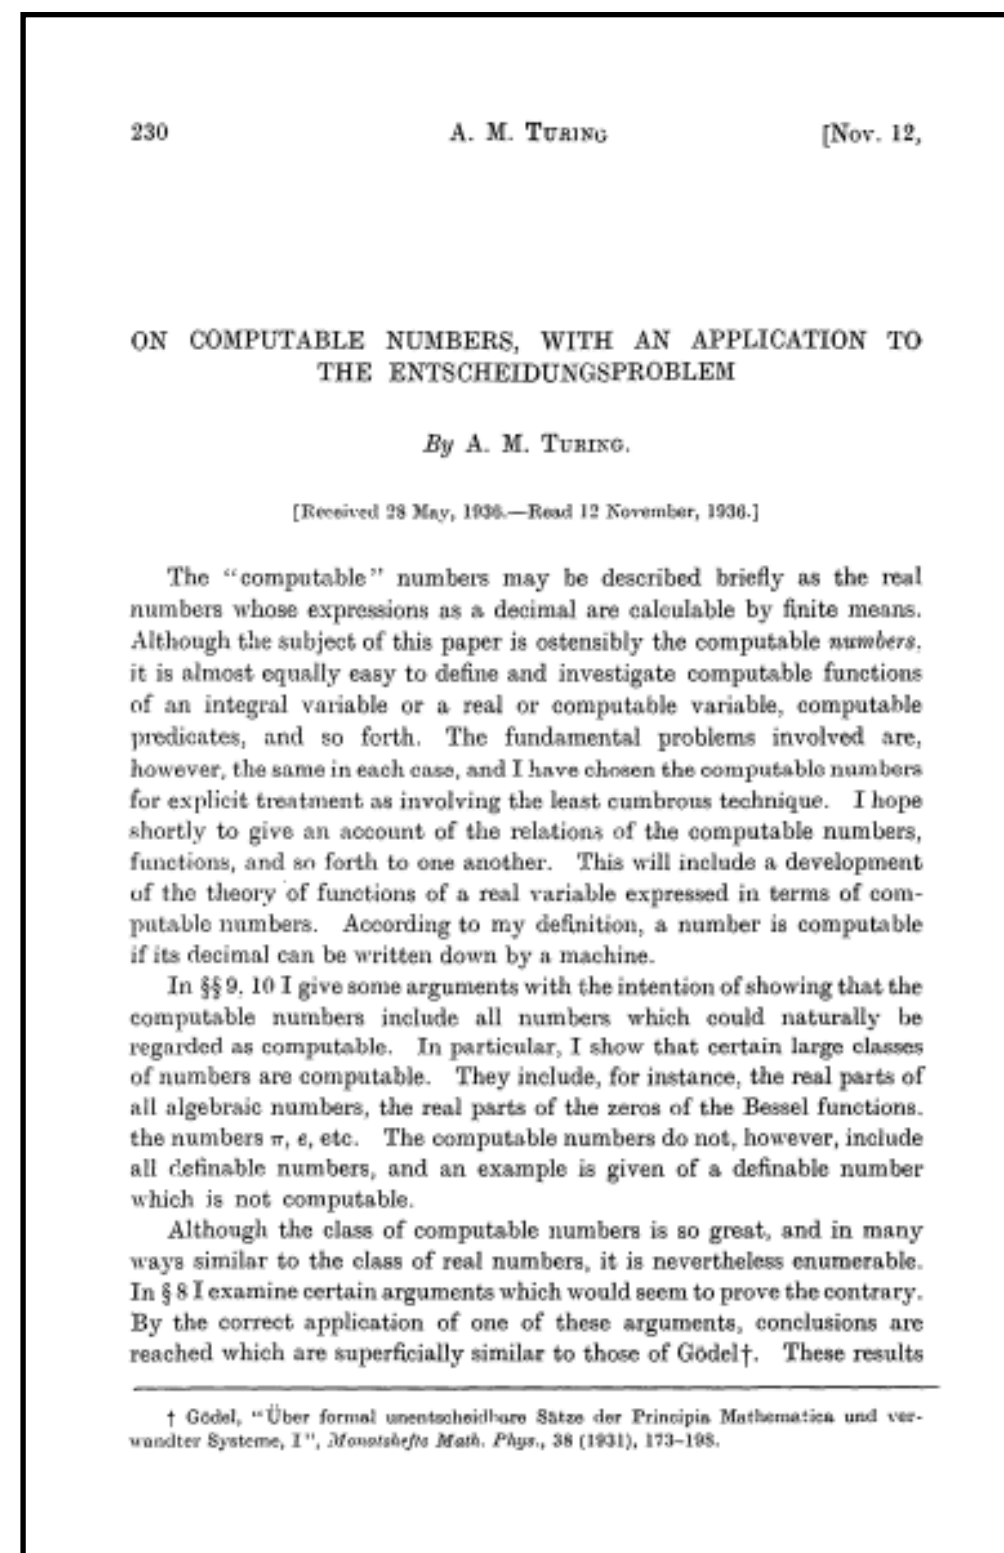 230 A. M. TURING [Nov. 12,
ON COMPUTABLE NUMBERS, WITH AN APPLICATION TO
THE ENTSCHEIDUNGSPROBLEM
By A. M. TURING.
[Received 28 May, 1936.—Read 12 November, 1936.]
The “computable” numbers may be described briefly as the real
numbers whose expressions as a decimal are calculable by finite means.
Although the subject of this paper is ostensibly the computable numbers,
it is almost equally easy to define and investigate computable functions
of an integral variable or a real or computable variable, computable
predicates, and so forth. The fundamental problems involved are,
however, the same in each case, and I have chosen the computable numbers
for explicit treatment as involving the least cumbrous technique. I hope
shortly to give an account of the relations of the computable numbers,
functions, and so forth to one another. This will include a development
of the theory of functions of a real variable expressed in terms of com-
putable numbers. According to my definition, a number is computable
if its decimal can be written down by a machine.
In §§ 9, 10 I give some arguments with the intention of showing that the
computable numbers include all numbers which could naturally be
regarded as computable. In particular, I show that certain large classes
of numbers are computable. They include, for instance, the real parts of
all algebraic numbers, the real parts of the zeros of the Bessel functions.
the numbers π, e, etc. The computable numbers do not, however, include
all definable numbers, and an example is given of a definable number
which is not computable.
Although the class of computable numbers is so great, and in many
ways similar to the class of real numbers, it is nevertheless enumerable.
In § 8 I examine certain arguments which would seem to prove the contrary.
By the correct application of one of these arguments, conclusions are
reached which are superficially similar to those of Gödel†. These results
† Gödel, “Über formal unentscheidbare Sätze der Principia Mathematica und ver-
wandter Systeme, I”, Monatshefte Math. Phys., 38 (1931), 173–198.